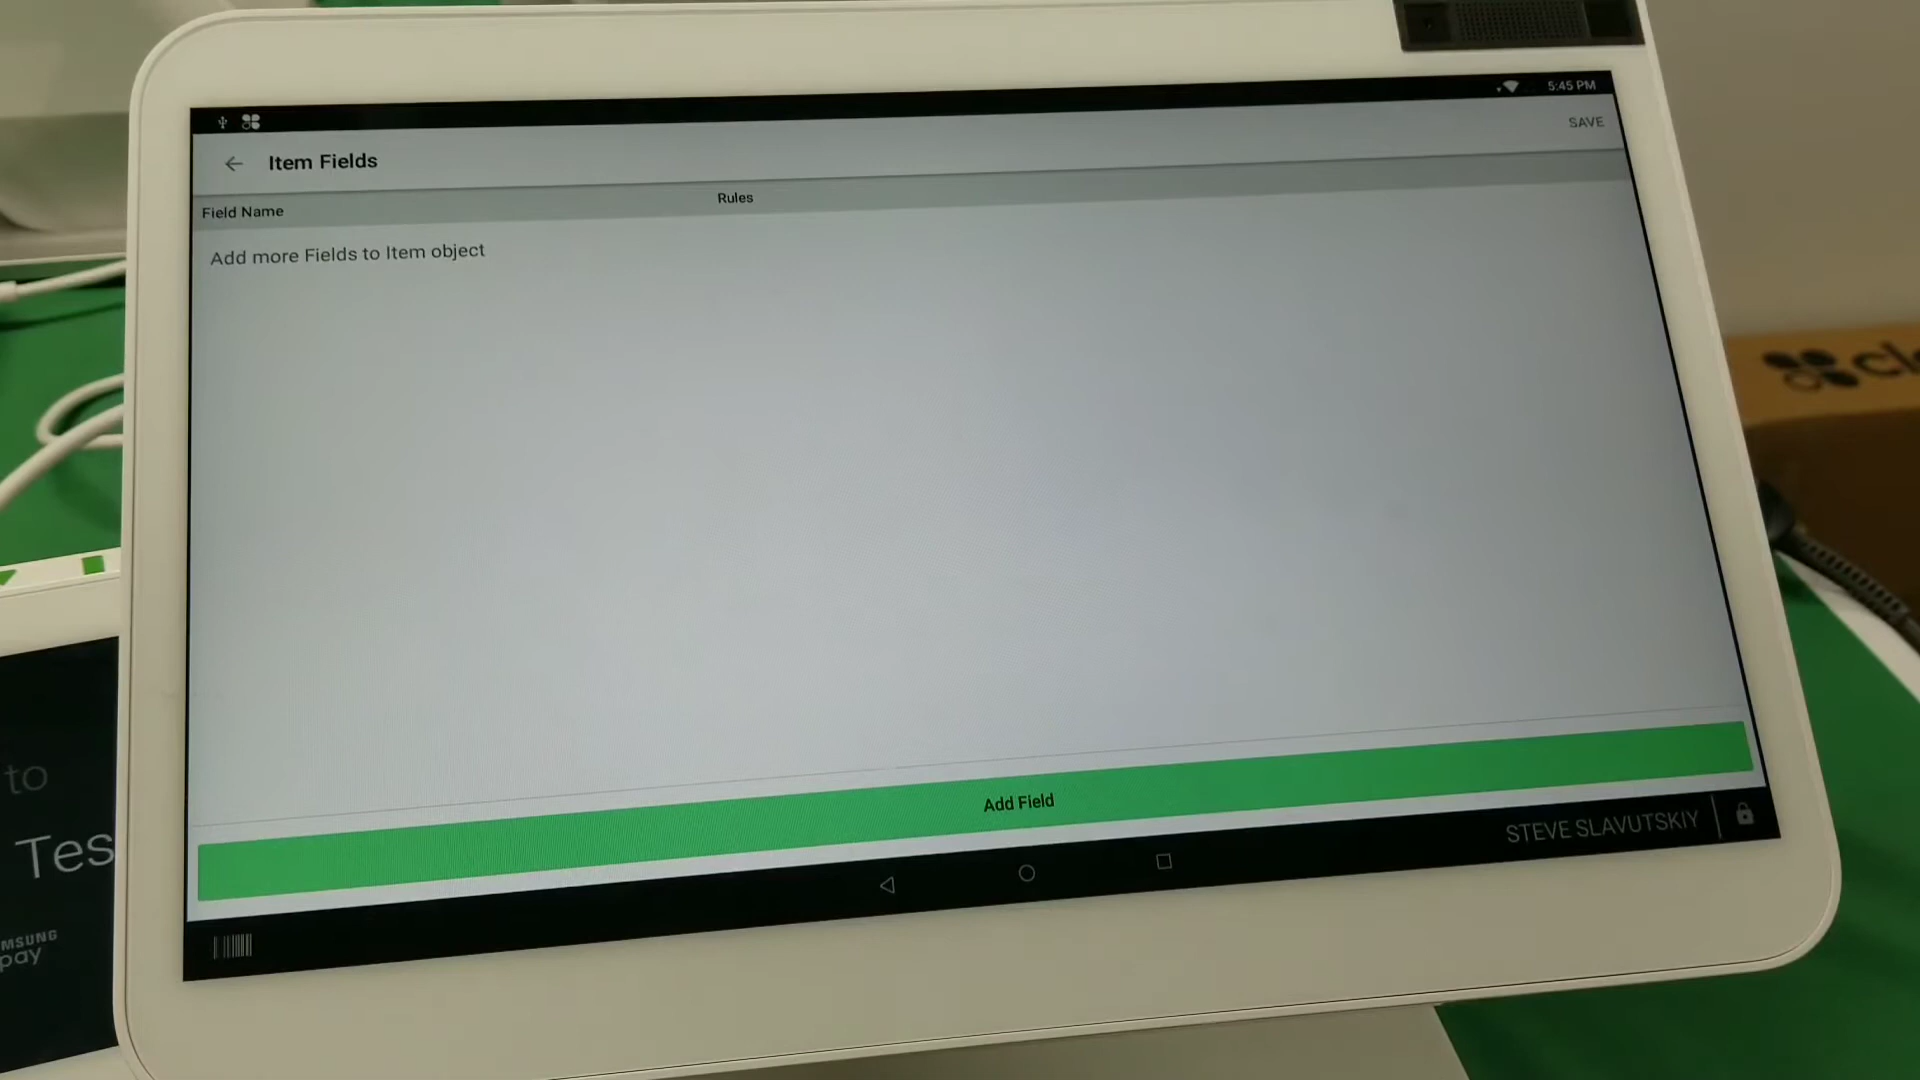 5:45 PM
SAVE
Item Fields
Field Name
Rules
Add more Fields to Item object
Add Field
STEVE SLAVUTSKIY
to
Tes
MSUNG
pay